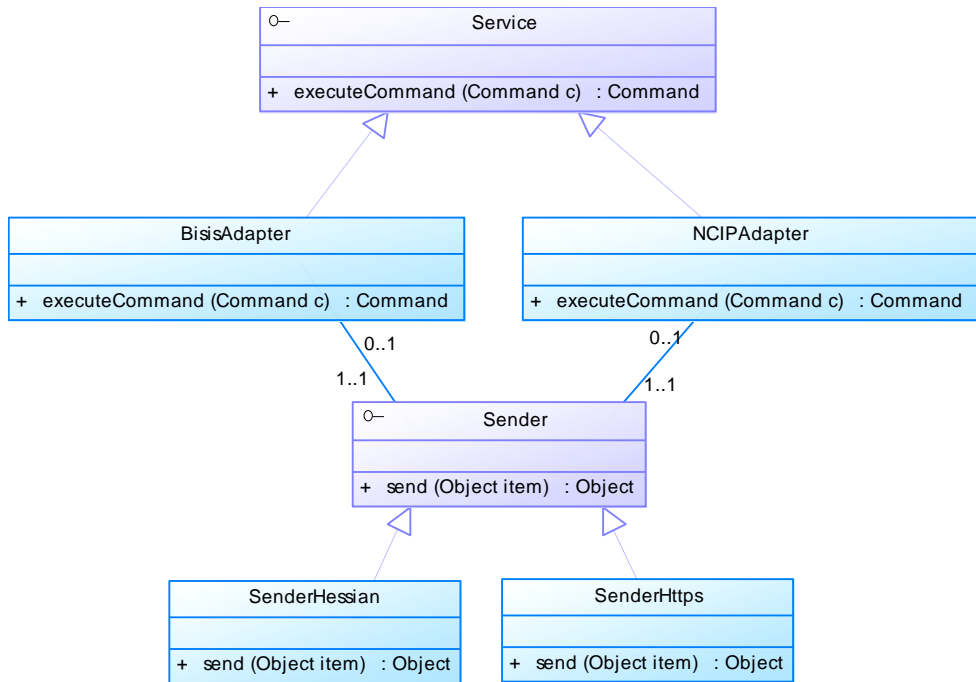 Service
+ executeCommand (Command c) : Command
BisisAdapter
+ executeCommand (Command c) : Command
NCIPAdapter
+ executeCommand (Command c) : Command
0..1
1..1
0..1
1..1
Sender
+ send (Object item) : Object
SenderHessian
+ send (Object item) : Object
SenderHttps
+ send (Object item) : Object